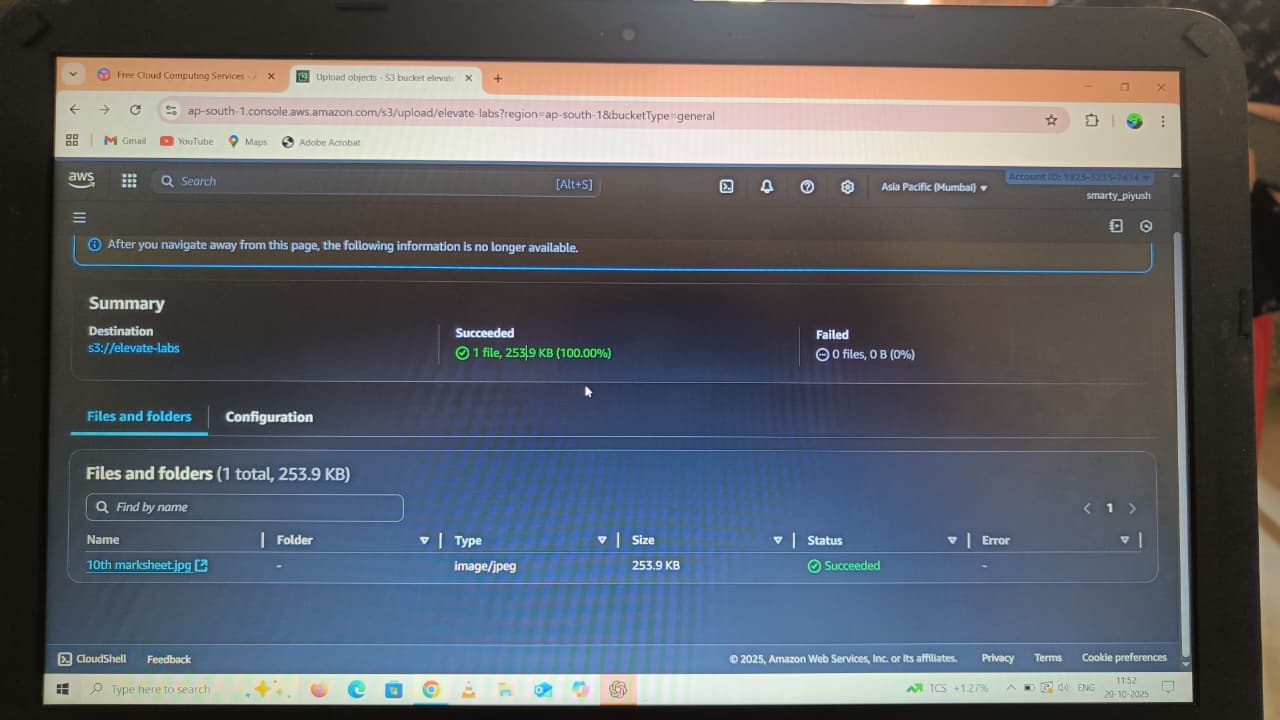 Free Cloud Computing Services - A
Upload objects - S3 bucket elevate
ap-south-1.console.aws.amazon.com/s3/upload/elevate-labs?region=ap-south-1&bucketType=general
Gmail YouTube Maps Adobe Acrobat
aws Search [Alt+S] Asia Pacific (Mumbai)
Account ID:
smarty_piyush
After you navigate away from this page, the following information is no longer available.
Summary
Destination Succeeded Failed
s3://elevate-labs 1 file, 253.9 KB (100.00%) 0 files, 0 B (0%)
Files and folders Configuration
Files and folders (1 total, 253.9 KB)
Find by name 1
Name Folder Type Size Status Error
10th marksheet.jpg - image/jpeg 253.9 KB Succeeded -
CloudShell Feedback © 2025, Amazon Web Services, Inc. or its affiliates. Privacy Terms Cookie preferences
Type here to search TCS +1.27% ENG 11:52
20-10-2025